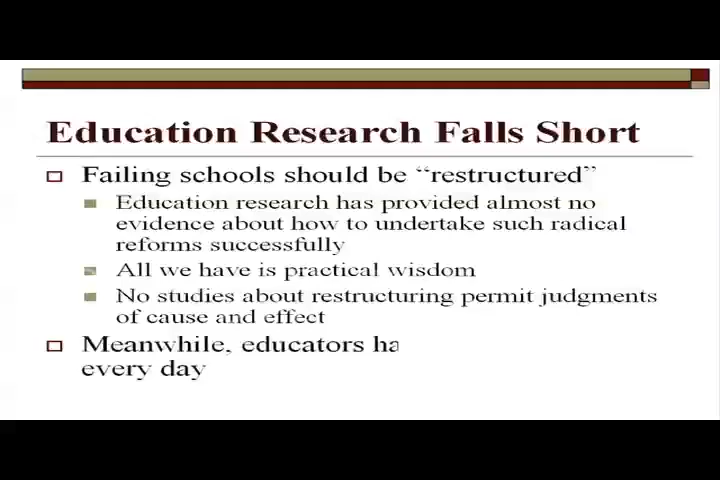 Education Research Falls Short
Failing schools should be “restructured”
Education research has provided almost no
evidence about how to undertake such radical
reforms successfully
All we have is practical wisdom
No studies about restructuring permit judgments
of cause and effect
Meanwhile, educators ha
every day